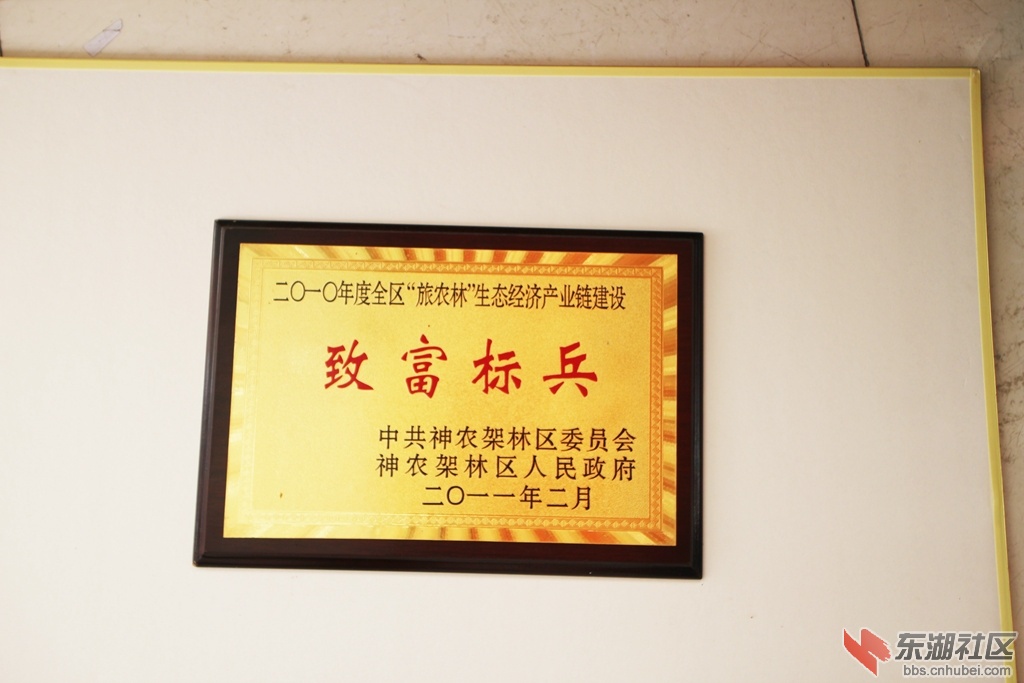 二〇一〇年度全区“旅农林”生态经济产业链建设
致富标兵
中共神农架林区委员会
神农架林区人民政府
二〇一一年二月
东湖社区
bbs.cnhubei.com